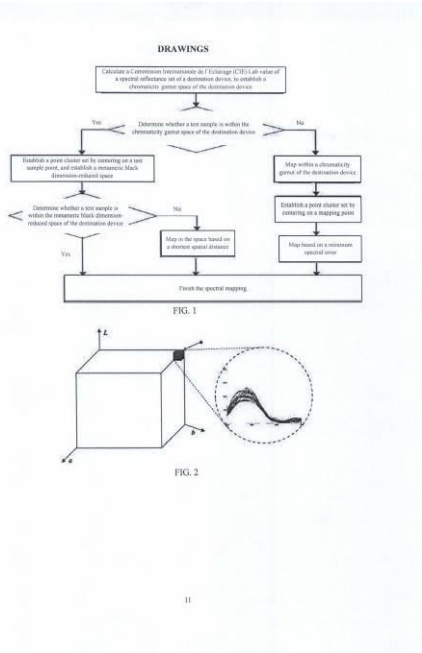 DRAWINGS
Calculate a Commission Internationale de l'Eclairage (CIE) Lab value of
a spectral reflectance set of a destination device, to establish a
chromaticity gamut space of the destination device
Yes
Determine whether a test sample is within the
chromaticity gamut space of the destination device
No
Establish a point cluster set by centering on a test
sample point, and establish a metameric black
dimension-reduced space
Map within a chromaticity
gamut of the destination device
Determine whether a test sample is
within the metameric black dimension-
reduced space of the destination device
No
Establish a point cluster set by
centering on a mapping point
Yes
Map in the space based on
a shortest spatial distance
Map based on a minimum
spectral error
Finish the spectral mapping
FIG. 1
L
b
a
FIG. 2
11